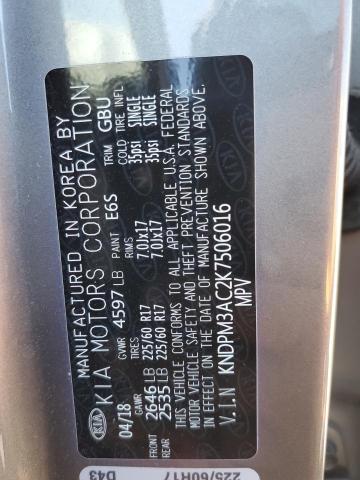 MANUFACTURED IN KOREA BY
KIA KIA MOTORS CORPORATION
04/18 GVWR 4597 LB PAINT E6S TRIM GBU
GAWR TIRES RIMS COLD TIRE INFL
FRONT 2646 LB 225/60 R17 7.0Jx17 35psi SINGLE
REAR 2535 LB 225/60 R17 7.0Jx17 35psi SINGLE
THIS VEHICLE CONFORMS TO ALL APPLICABLE U.S.A. FEDERAL
MOTOR VEHICLE SAFETY AND THEFT PREVENTION STANDARDS
IN EFFECT ON THE DATE OF MANUFACTURE SHOWN ABOVE.
V.I.N KNDPM3AC2K7506016
MPV
D43
225/60R17